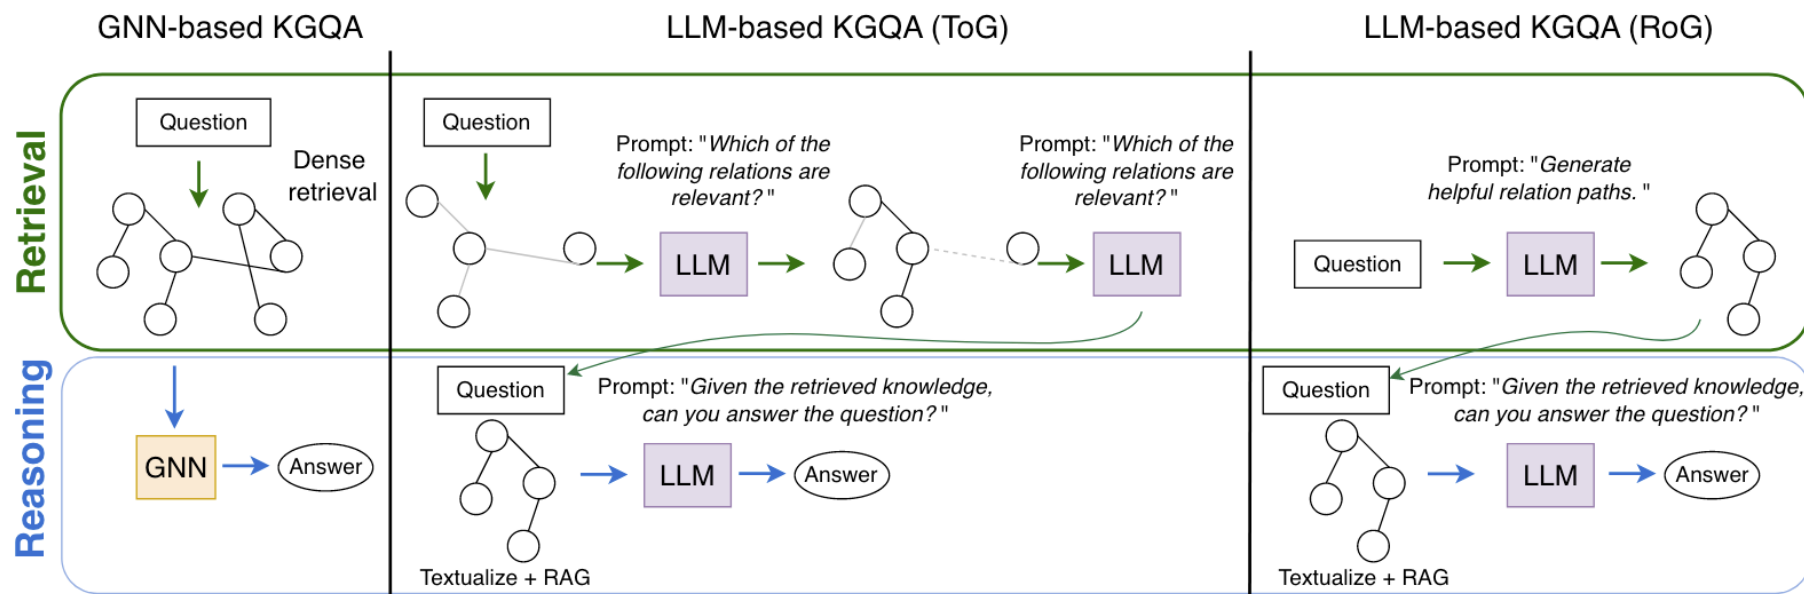 GNN-based KGQA
LLM-based KGQA (ToG)
LLM-based KGQA (RoG)
Retrieval
Question
Dense
retrieval
Question
Prompt: "Which of the
following relations are
relevant? "
LLM
Prompt: "Which of the
following relations are
relevant? "
LLM
Prompt: "Generate
helpful relation paths. "
Question
LLM
Reasoning
GNN
Answer
Question
Prompt: "Given the retrieved knowledge,
can you answer the question? "
LLM
Answer
Textualize + RAG
Question
Prompt: "Given the retrieved knowledge,
can you answer the question? "
LLM
Answer
Textualize + RAG